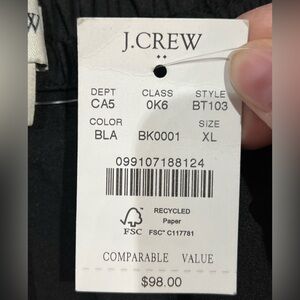 W
J.CREW
DEPT CLASS STYLE
CA5 0K6 BT103
COLOR SIZE
BLA BK0001 XL
099107188124
RECYCLED
Paper
FSC FSC® C117781
COMPARABLE VALUE
$98.00